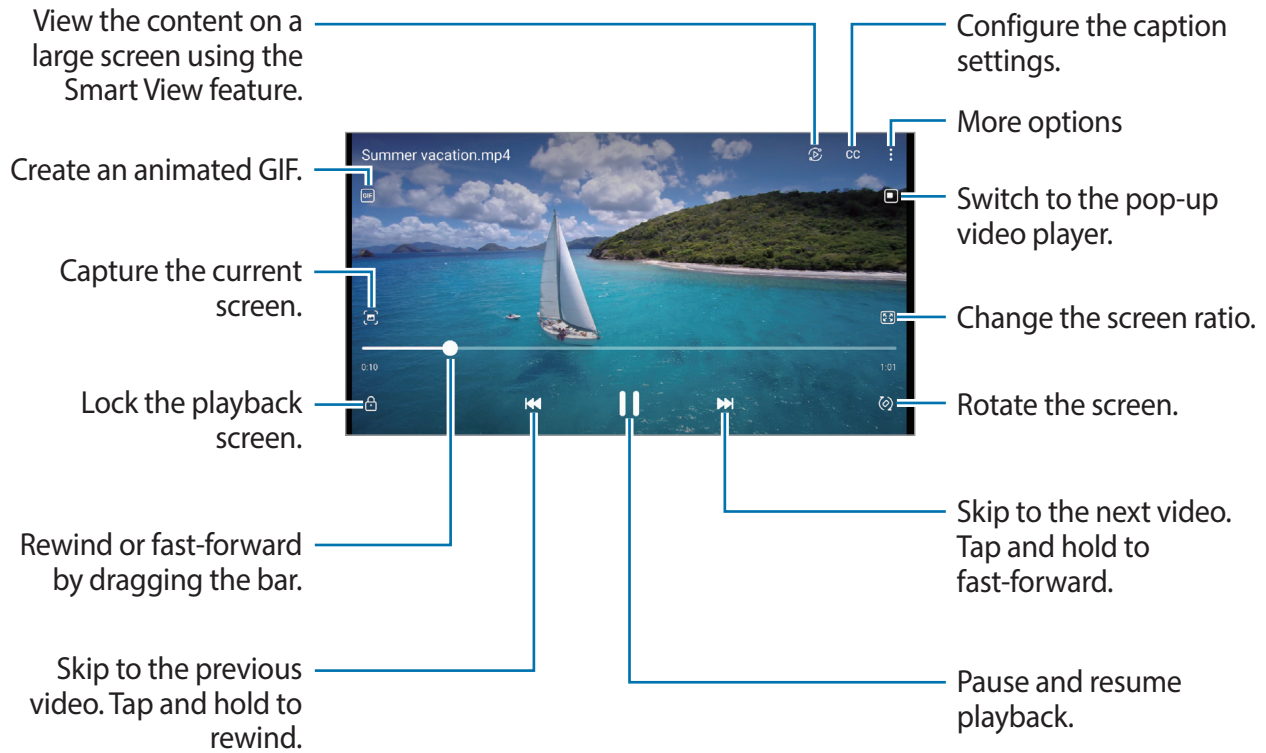 View the content on a
large screen using the
Smart View feature.
Configure the caption
settings.
More options
Summer vacation.mp4
CC
Create an animated GIF.
GIF
Switch to the pop-up
video player.
Capture the current
screen.
Change the screen ratio.
0:10
1:01
Lock the playback
screen.
Rotate the screen.
Rewind or fast-forward
by dragging the bar.
Skip to the next video.
Tap and hold to
fast-forward.
Skip to the previous
video. Tap and hold to
rewind.
Pause and resume
playback.